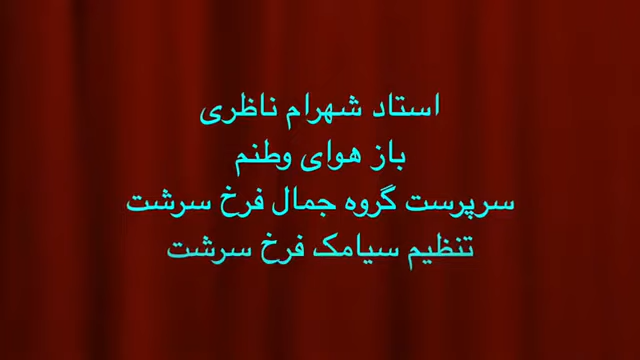 استاد شهرام ناظری
باز هوای وطنم
سرپرست گروه جمال فرخ سرشت
تنظیم سیامک فرخ سرشت